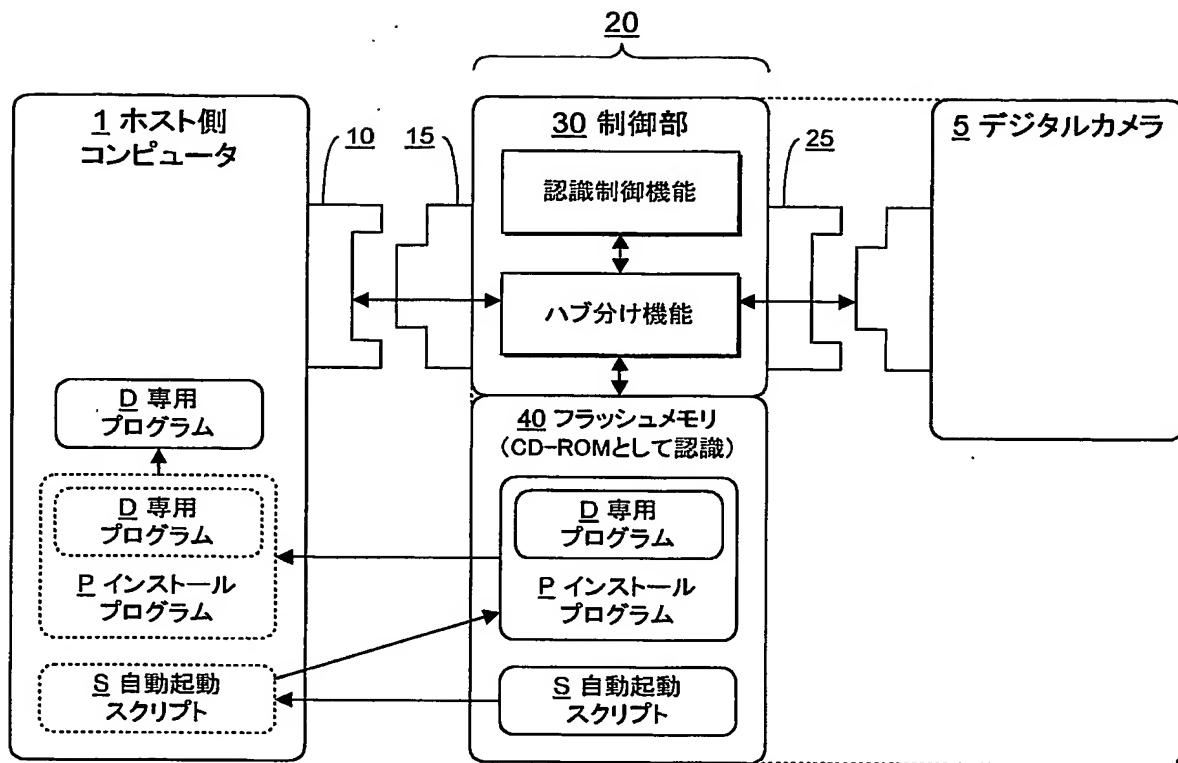 20
1 ホスト側
コンピュータ
10
15
30 制御部
25
5 デジタルカメラ
認識制御機能
ハブ分け機能
D 専用
プログラム
40 フラッシュメモリ
(CD-ROMとして認識)
D 専用
プログラム
P インストール
プログラム
D 専用
プログラム
P インストール
プログラム
S 自動起動
スクリプト
S 自動起動
スクリプト